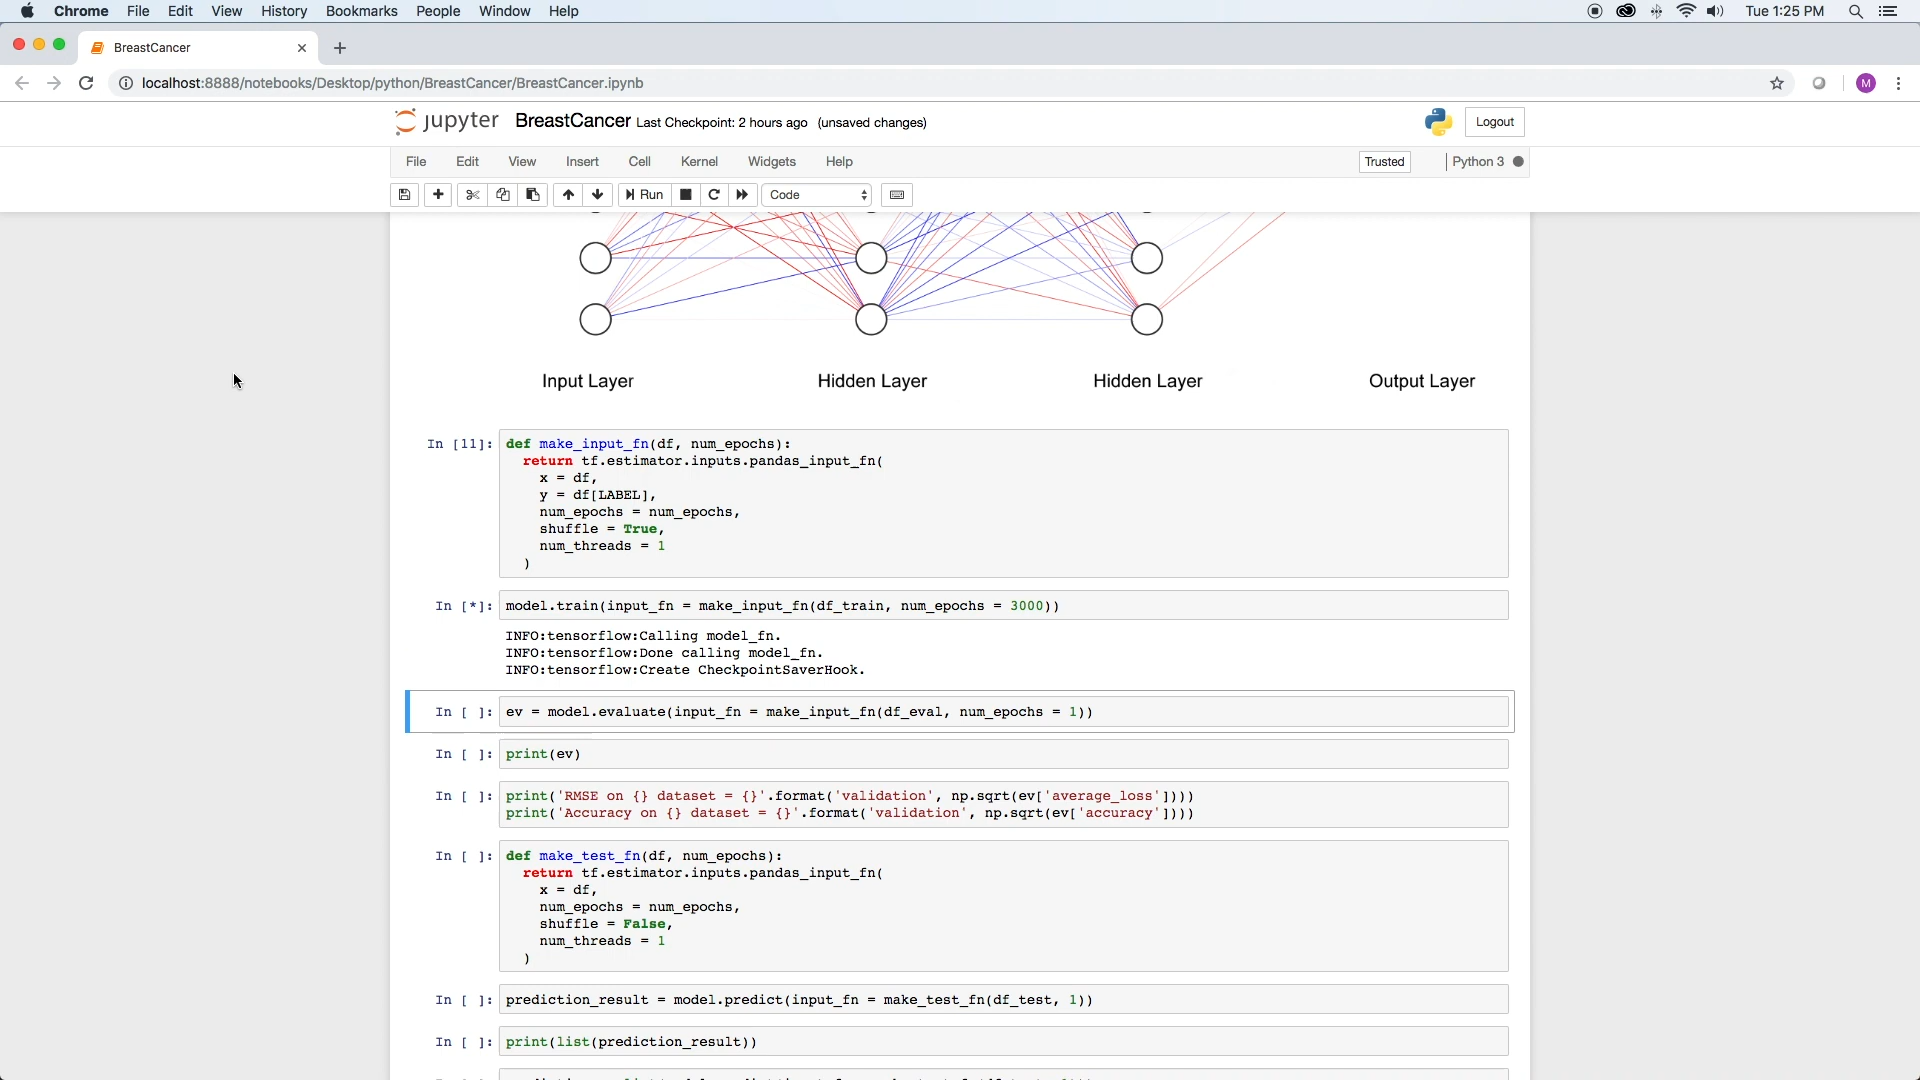 Chrome File Edit View History Bookmarks People Window Help Tue 1:25 PM
BreastCancer
localhost:8888/notebooks/Desktop/python/BreastCancer/BreastCancer.ipynb M
jupyter BreastCancer Last Checkpoint: 2 hours ago (unsaved changes) Logout
File Edit View Insert Cell Kernel Widgets Help Trusted Python 3
Run Code
Input Layer Hidden Layer Hidden Layer Output Layer
In [11]: def make_input_fn(df, num_epochs):
return tf.estimator.inputs.pandas_input_fn(
x = df,
y = df[LABEL],
num_epochs = num_epochs,
shuffle = True,
num_threads = 1
)
In [*]: model.train(input_fn = make_input_fn(df_train, num_epochs = 3000))
INFO:tensorflow:Calling model_fn.
INFO:tensorflow:Done calling model_fn.
INFO:tensorflow:Create CheckpointSaverHook.
In [ ]: ev = model.evaluate(input_fn = make_input_fn(df_eval, num_epochs = 1))
In [ ]: print(ev)
In [ ]: print('RMSE on {} dataset = {}'.format('validation', np.sqrt(ev['average_loss'])))
print('Accuracy on {} dataset = {}'.format('validation', np.sqrt(ev['accuracy'])))
In [ ]: def make_test_fn(df, num_epochs):
return tf.estimator.inputs.pandas_input_fn(
x = df,
num_epochs = num_epochs,
shuffle = False,
num_threads = 1
)
In [ ]: prediction_result = model.predict(input_fn = make_test_fn(df_test, 1))
In [ ]: print(list(prediction_result))